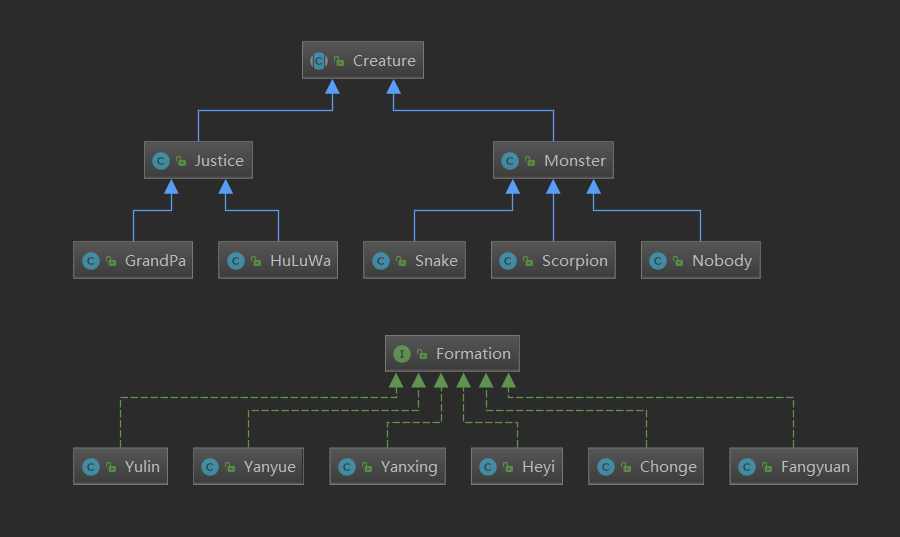 C Creature
C Justice
C Monster
C GrandPa
C HuLuWa
C Snake
C Scorpion
C Nobody
I Formation
C Yulin
C Yanyue
C Yanxing
C Heyi
C Chonge
C Fangyuan